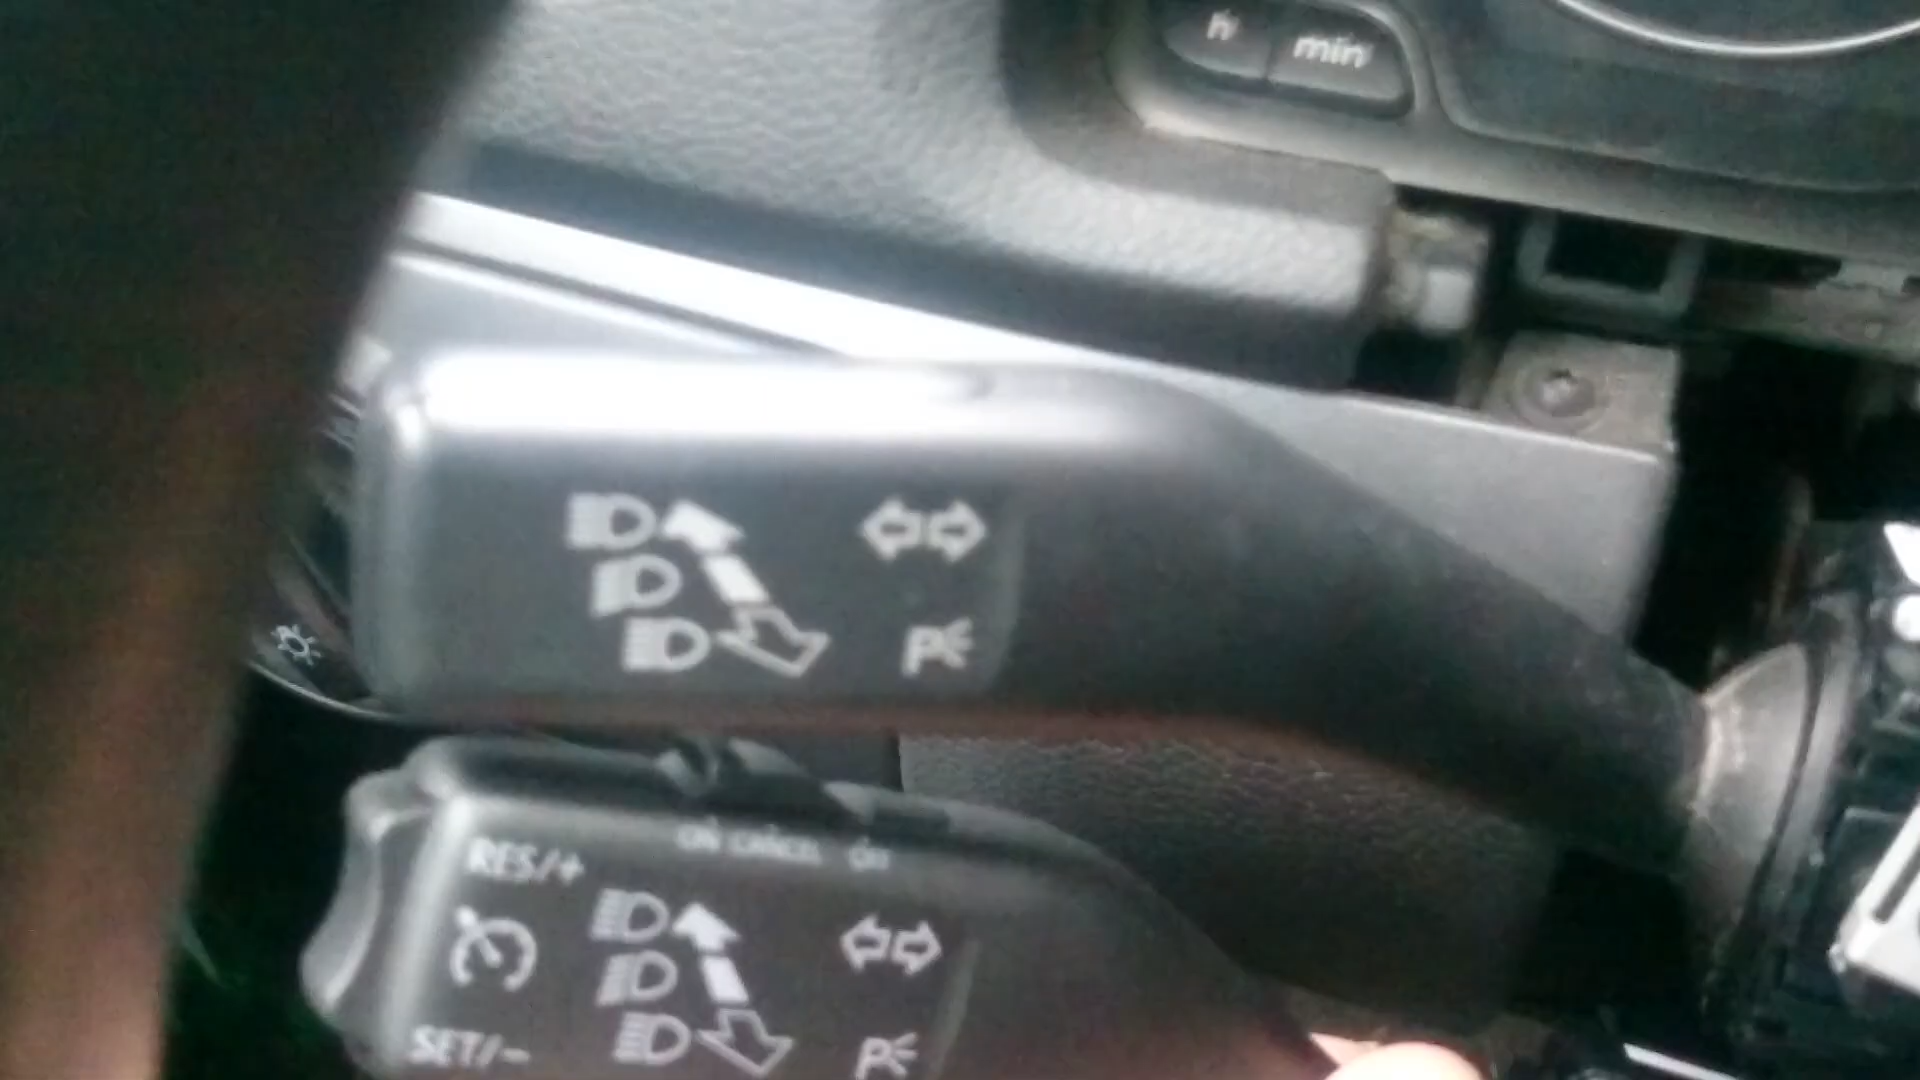 h min
P
RES/+
ON CANCEL OFF
SET/-
P